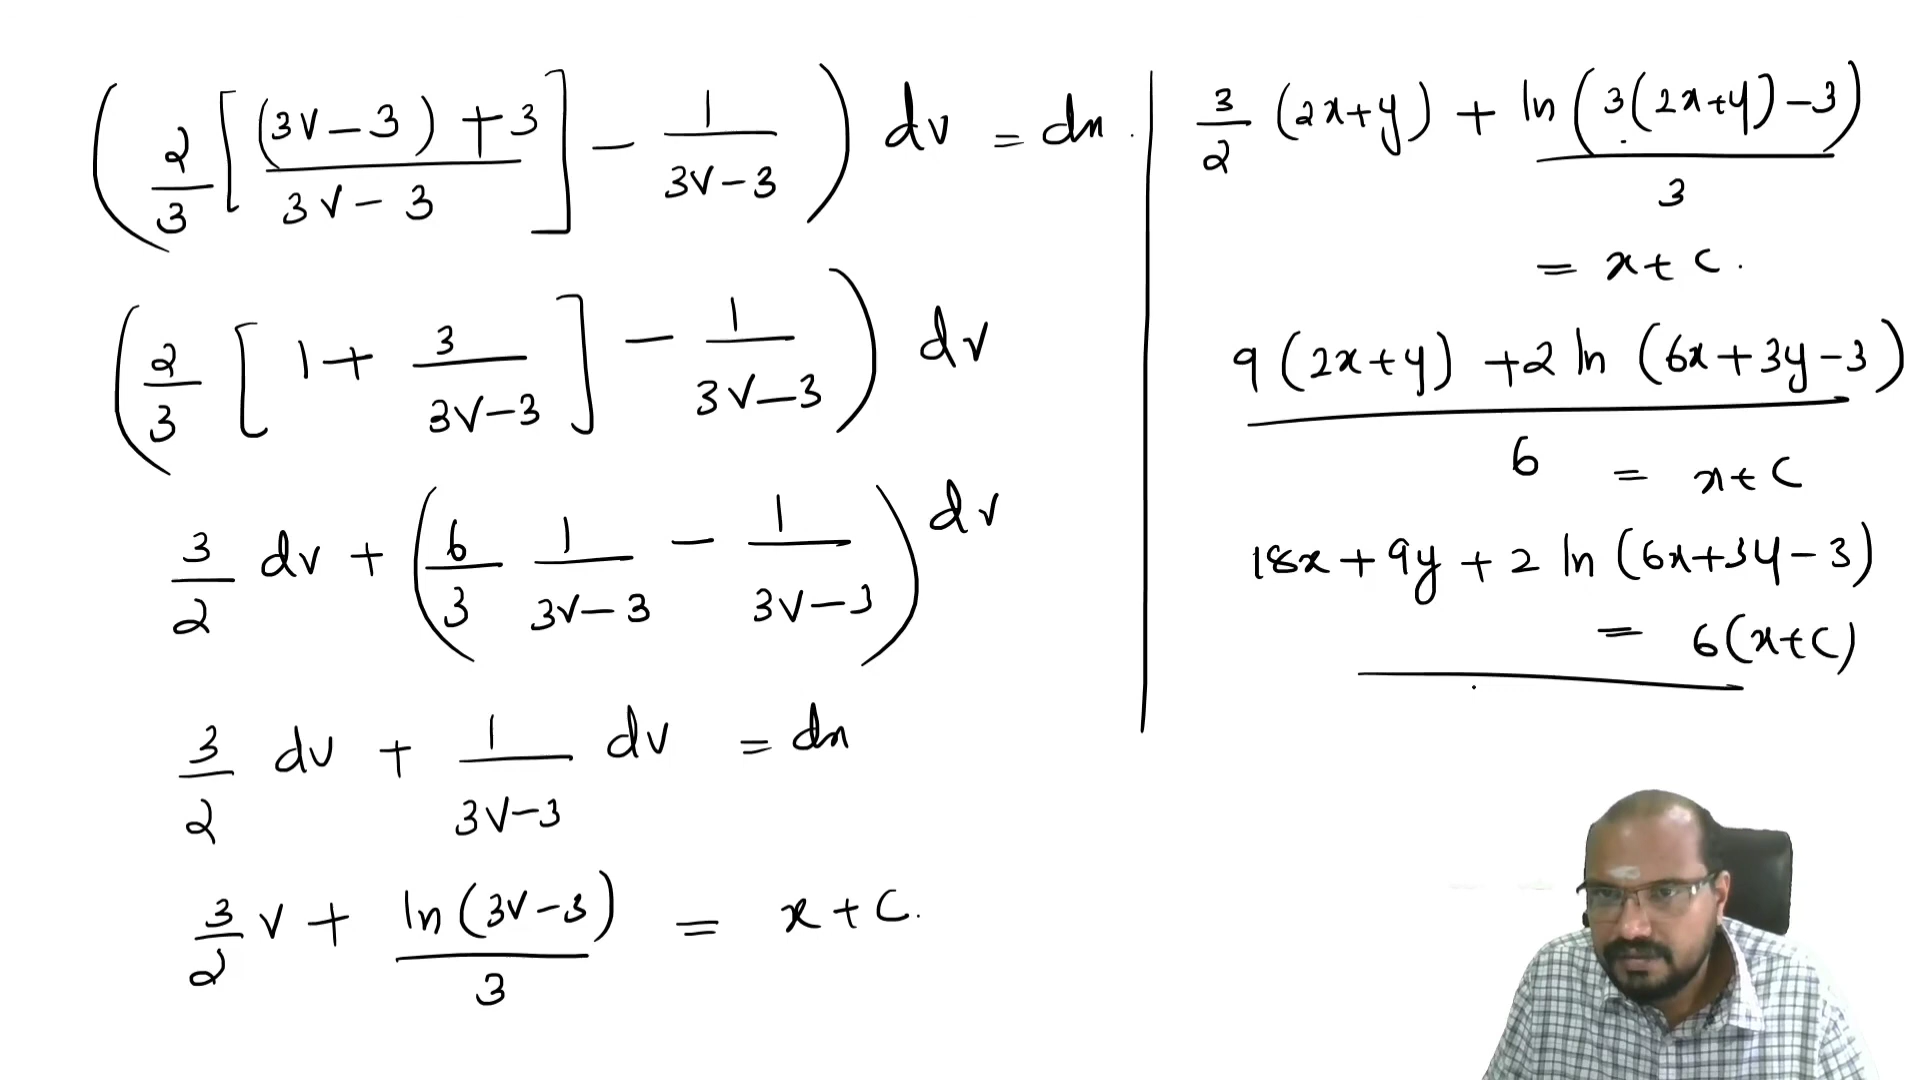 ( 2/3 [ ((3v-3)+3)/(3v-3) ] - 1/(3v-3) ) dv = dn.
( 2/3 [ 1 + 3/(3v-3) ] - 1/(3v-3) ) dv
3/2 dv + ( 6/3 1/(3v-3) - 1/(3v-3) ) dv
3/2 dv + 1/(3v-3) dv = dn
3/2 v + ln(3v-3)/3 = x+c.
3/2 (2x+y) + ln(3(2x+y)-3)/3
= x+c.
(9(2x+y) +2 ln (6x+3y-3))/6
= x+c
18x+9y+2 ln(6x+3y-3)
= 6(x+c)